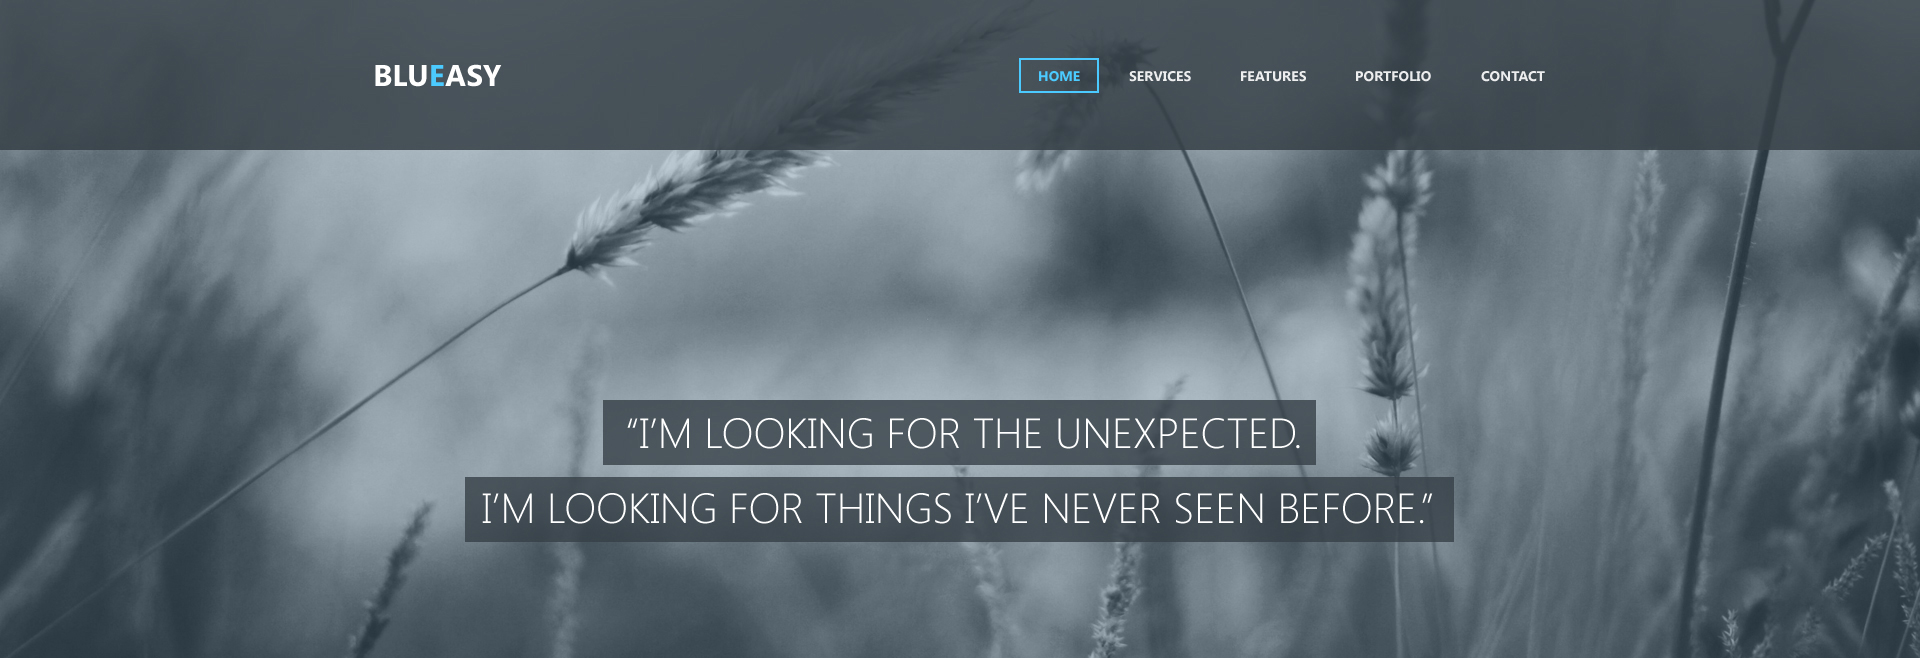 BLUEASY
HOME SERVICES FEATURES PORTFOLIO CONTACT
“I’M LOOKING FOR THE UNEXPECTED.
I’M LOOKING FOR THINGS I’VE NEVER SEEN BEFORE.”